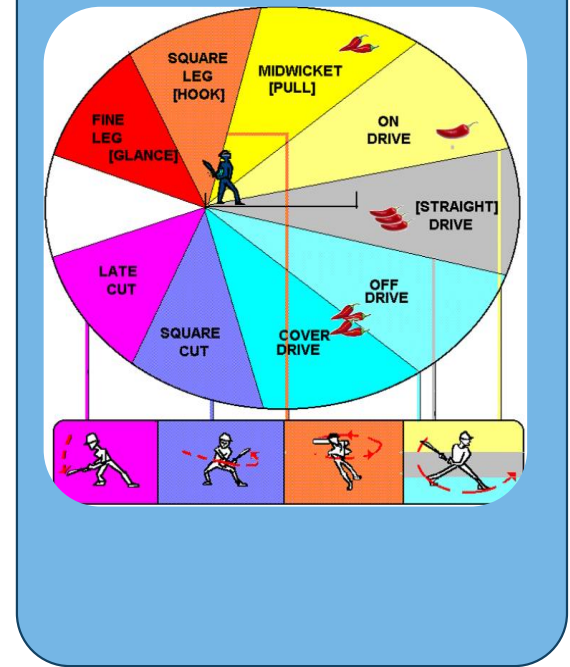 SQUARE
LEG
[HOOK]
MIDWICKET
[PULL]
FINE
LEG
[GLANCE]
ON
DRIVE
[STRAIGHT]
DRIVE
LATE
CUT
OFF
DRIVE
SQUARE
CUT
COVER
DRIVE